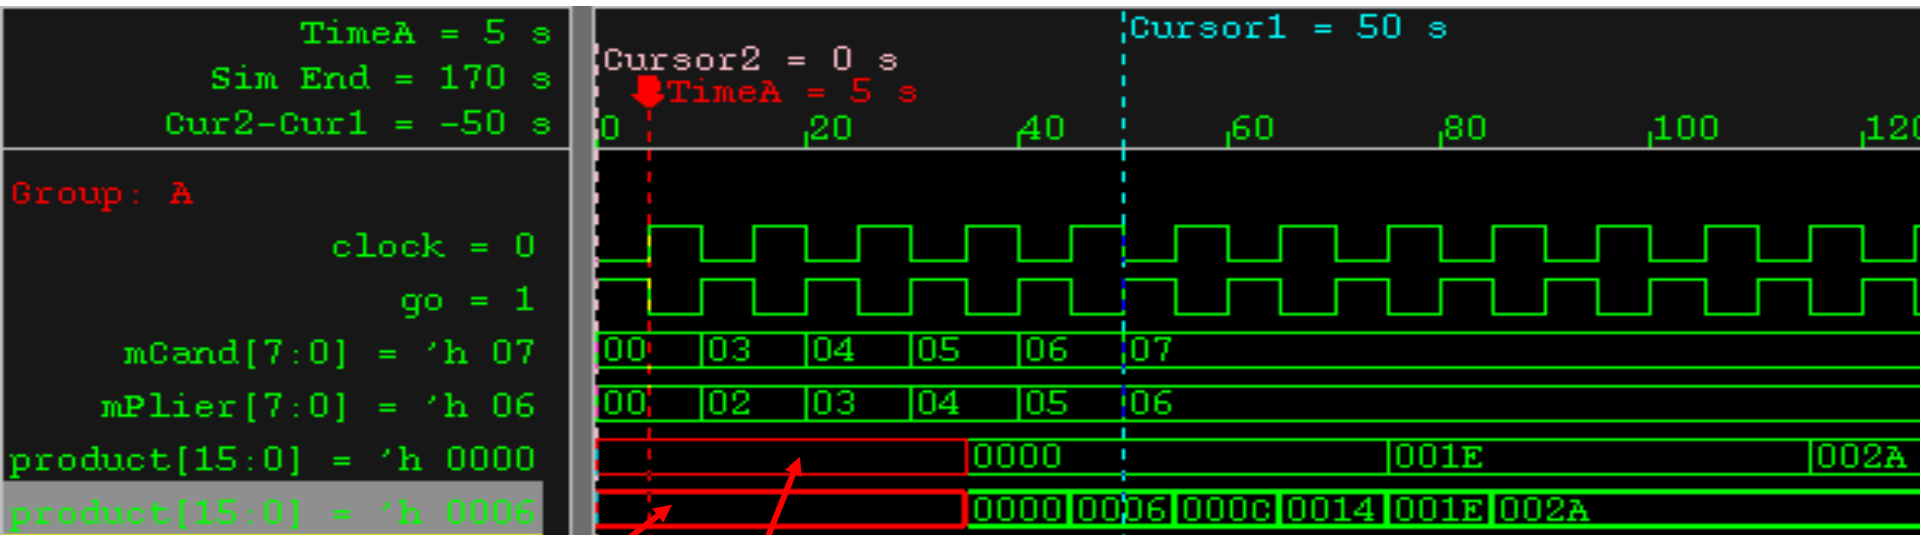 TimeA = 5 s
Sim End = 170 s
Cur2-Cur1 = -50 s
Cursor1 = 50 s
Cursor2 = 0 s
TimeA = 5 s
0 20 40 60 80 100 120
Group: A
clock = 0
go = 1
mCand[7:0] = 'h 07
00 03 04 05 06 07
mPlier[7:0] = 'h 06
00 02 03 04 05 06
product[15:0] = 'h 0000
0000 001E 002A
product[15:0] = 'h 0006
0000 0006 000C 0014 001E 002A